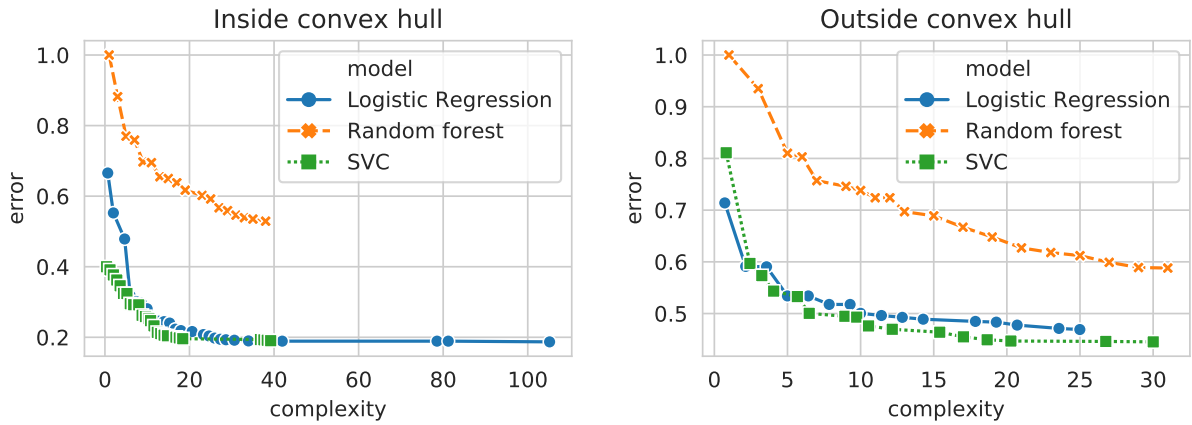 Inside convex hull
1.0
0.8
0.6
0.4
0.2
error
0 20 40 60 80 100
complexity
model
Logistic Regression
Random forest
SVC
Outside convex hull
1.0
0.9
0.8
0.7
0.6
0.5
error
0 5 10 15 20 25 30
complexity
model
Logistic Regression
Random forest
SVC